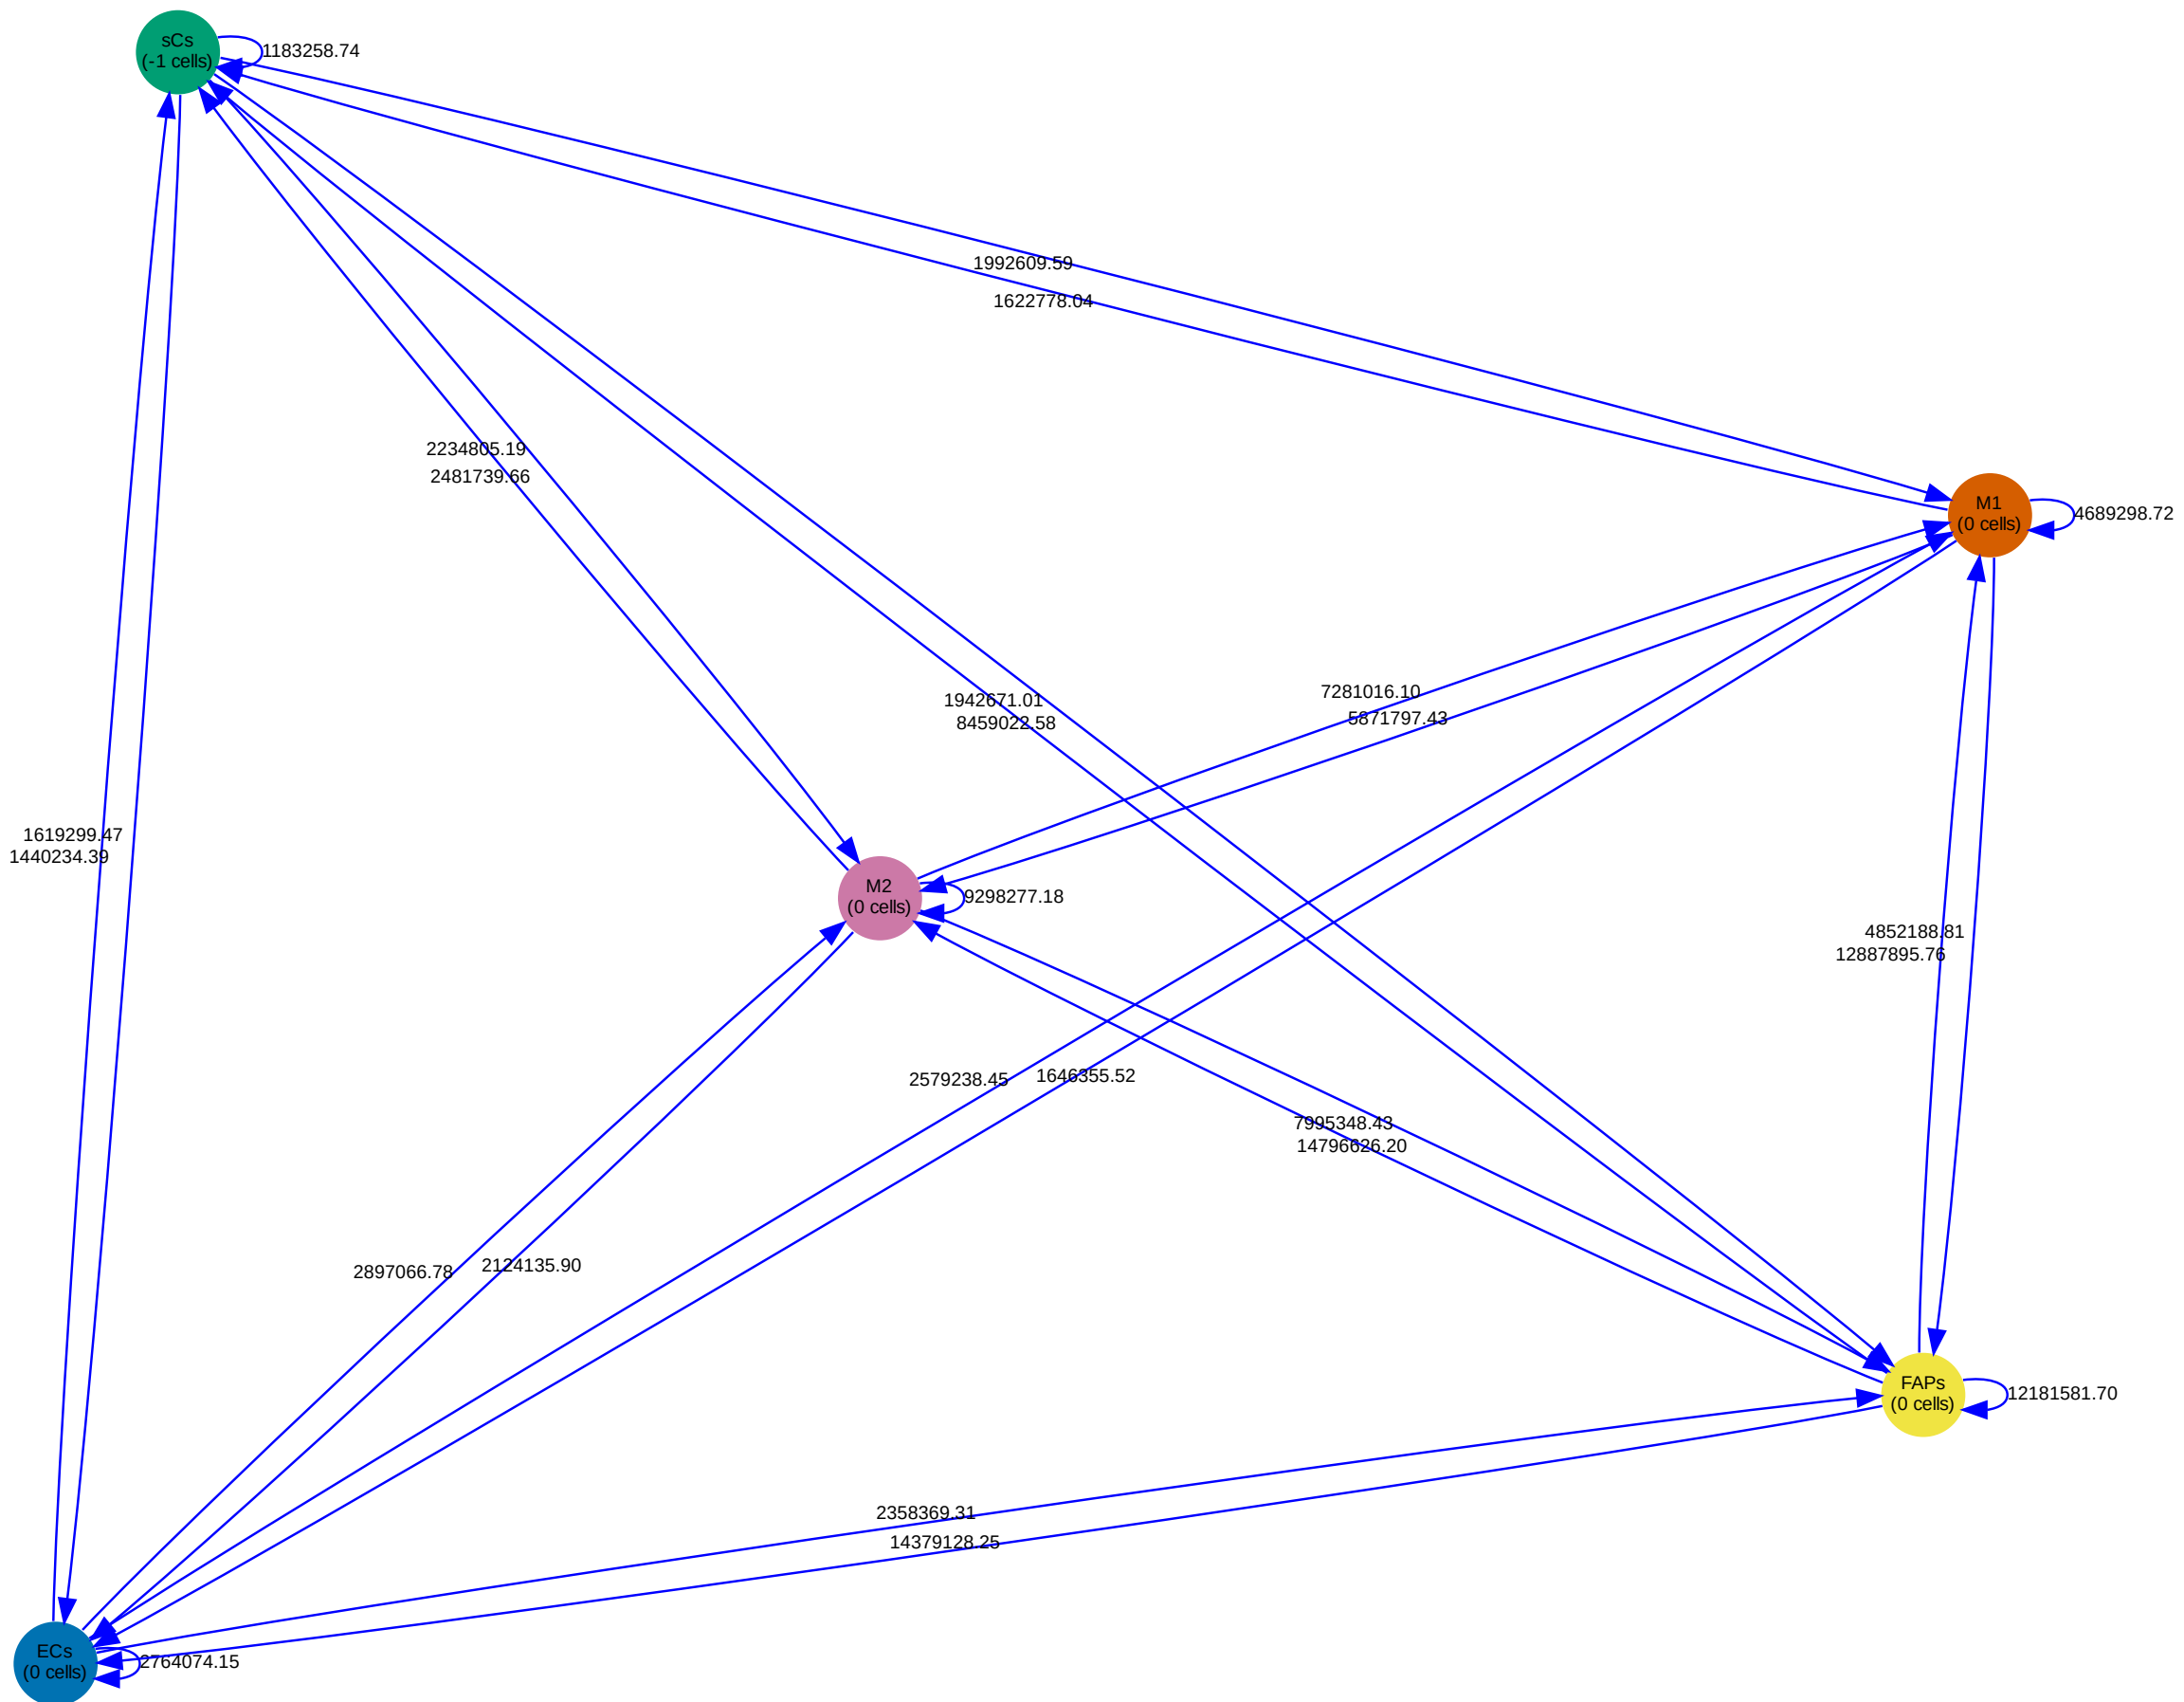 sCs
(-1 cells)
1183258.74
1992609.59
1622778.04
2234805.19
2481739.66
M1
(0 cells)
4689298.72
1942671.01
8459022.58
7281016.10
5871797.43
1619299.47
1440234.39
M2
(0 cells)
9298277.18
4852188.81
12887895.76
2579238.45
1646355.52
7995348.43
14796626.20
2897066.78
2124135.90
FAPs
(0 cells)
12181581.70
2358369.31
14379128.25
ECs
(0 cells)
2764074.15